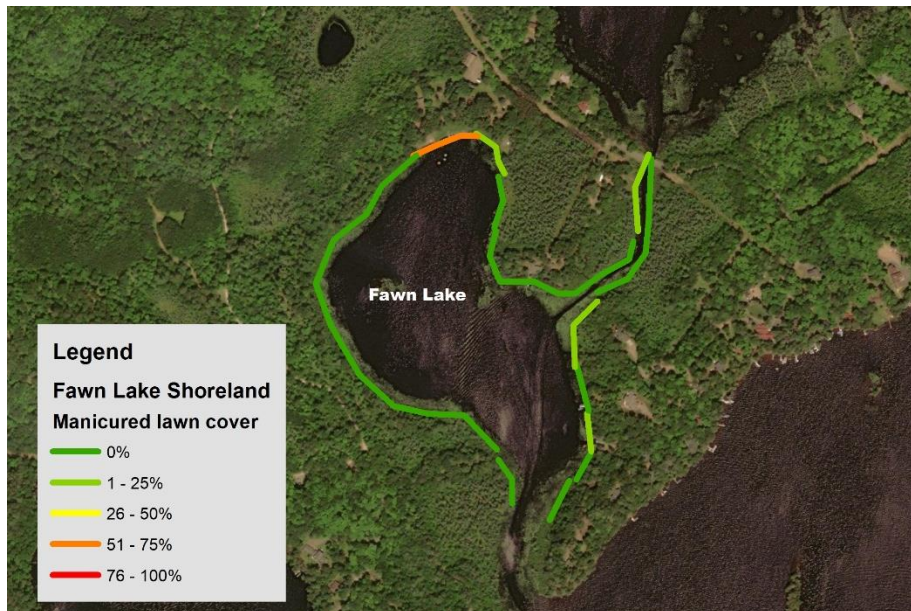 Fawn Lake
Legend
Fawn Lake Shoreland
Manicured lawn cover
0%
1 - 25%
26 - 50%
51 - 75%
76 - 100%